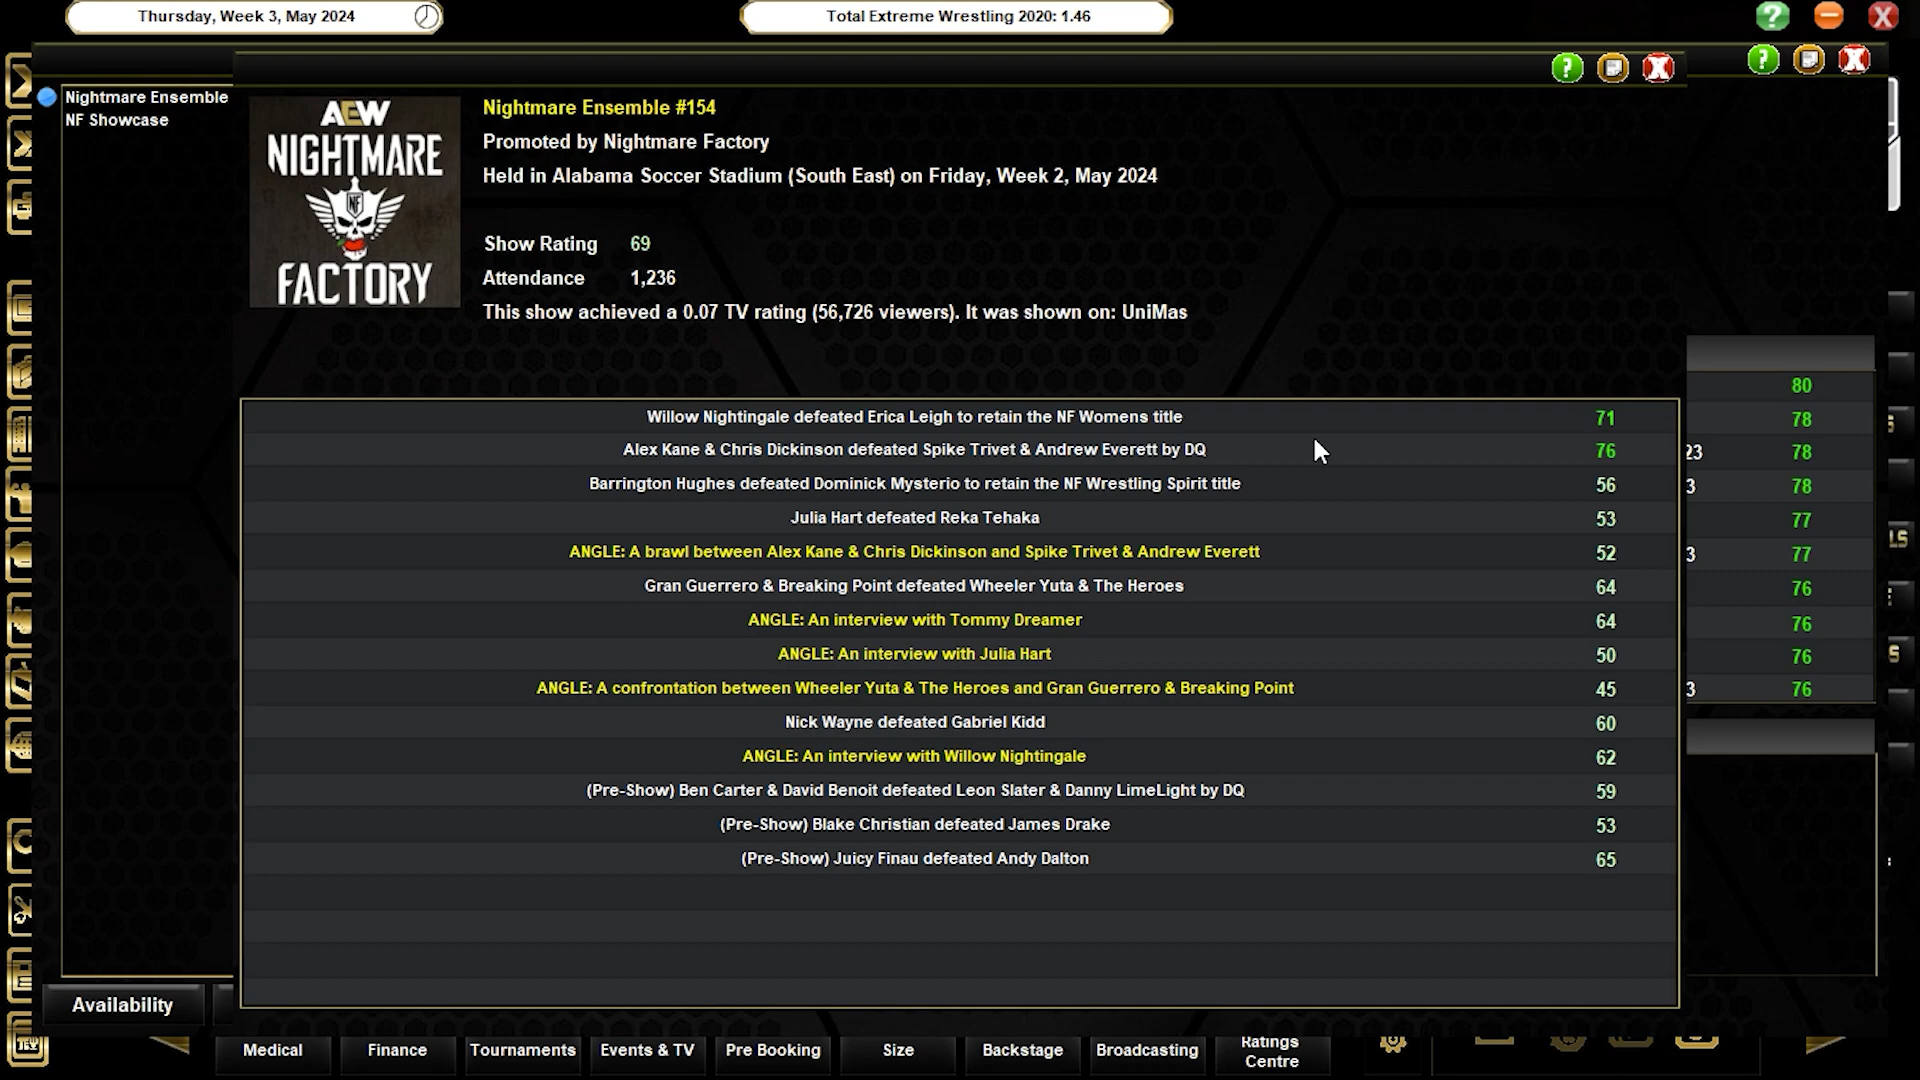 Thursday, Week 3, May 2024
Total Extreme Wrestling 2020: 1.46
Nightmare Ensemble
NF Showcase
AEW
NIGHTMARE
NF
FACTORY
Nightmare Ensemble #154
Promoted by Nightmare Factory
Held in Alabama Soccer Stadium (South East) on Friday, Week 2, May 2024
Show Rating 69
Attendance 1,236
This show achieved a 0.07 TV rating (56,726 viewers). It was shown on: UniMas
Willow Nightingale defeated Erica Leigh to retain the NF Womens title 71
Alex Kane & Chris Dickinson defeated Spike Trivet & Andrew Everett by DQ 76
Barrington Hughes defeated Dominick Mysterio to retain the NF Wrestling Spirit title 56
Julia Hart defeated Reka Tehaka 53
ANGLE: A brawl between Alex Kane & Chris Dickinson and Spike Trivet & Andrew Everett 52
Gran Guerrero & Breaking Point defeated Wheeler Yuta & The Heroes 64
ANGLE: An interview with Tommy Dreamer 64
ANGLE: An interview with Julia Hart 50
ANGLE: A confrontation between Wheeler Yuta & The Heroes and Gran Guerrero & Breaking Point 45
Nick Wayne defeated Gabriel Kidd 60
ANGLE: An interview with Willow Nightingale 62
(Pre-Show) Ben Carter & David Benoit defeated Leon Slater & Danny LimeLight by DQ 59
(Pre-Show) Blake Christian defeated James Drake 53
(Pre-Show) Juicy Finau defeated Andy Dalton 65
80
78
23 78
3 78
77
3 77
76
76
76
3 76
Availability
Medical
Finance
Tournaments
Events & TV
Pre Booking
Size
Backstage
Broadcasting
Ratings
Centre